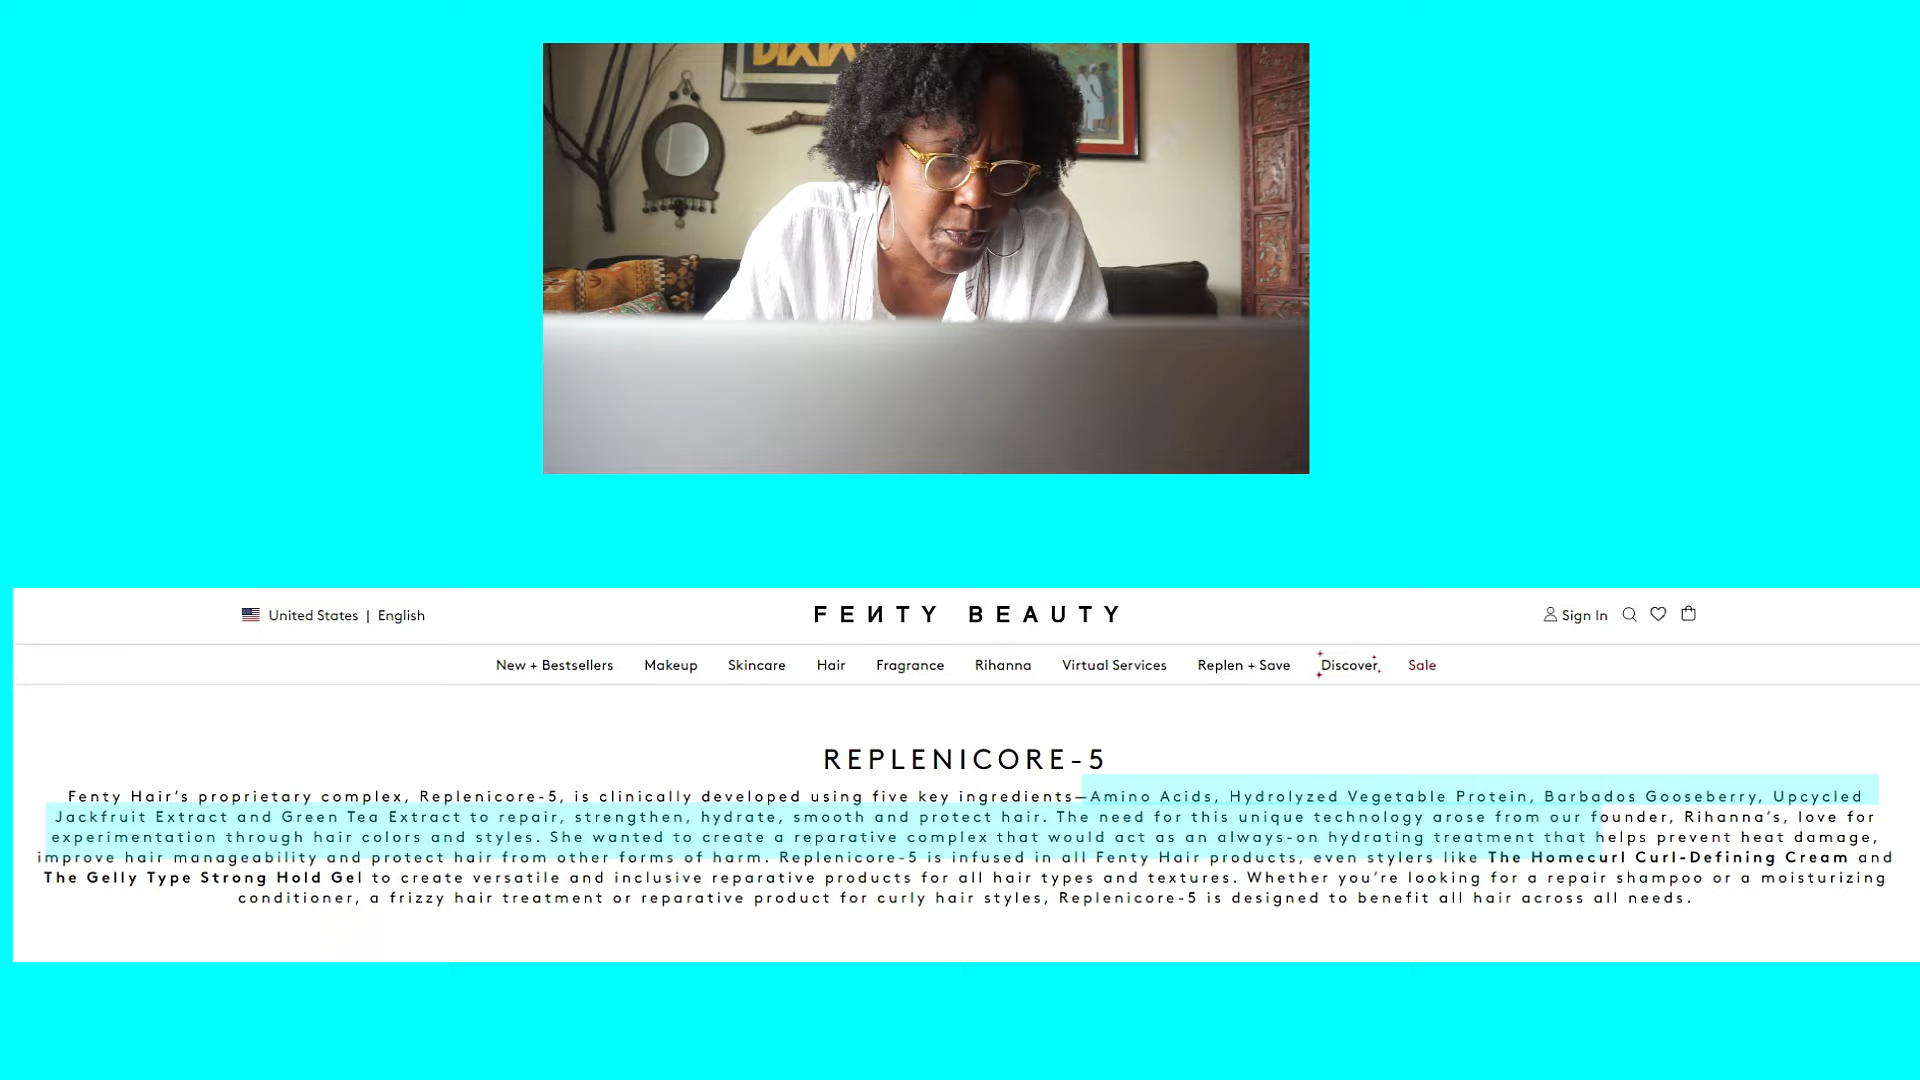 DIXIE
United States | English
FENTY BEAUTY
Sign In
New + Bestsellers Makeup Skincare Hair Fragrance Rihanna Virtual Services Replen + Save Discover Sale
REPLENICORE-5
Fenty Hair’s proprietary complex, Replenicore-5, is clinically developed using five key ingredients—Amino Acids, Hydrolyzed Vegetable Protein, Barbados Gooseberry, Upcycled
Jackfruit Extract and Green Tea Extract to repair, strengthen, hydrate, smooth and protect hair. The need for this unique technology arose from our founder, Rihanna’s, love for
experimentation through hair colors and styles. She wanted to create a reparative complex that would act as an always-on hydrating treatment that helps prevent heat damage,
improve hair manageability and protect hair from other forms of harm. Replenicore-5 is infused in all Fenty Hair products, even stylers like The Homecurl Curl-Defining Cream and
The Gelly Type Strong Hold Gel to create versatile and inclusive reparative products for all hair types and textures. Whether you’re looking for a repair shampoo or a moisturizing
conditioner, a frizzy hair treatment or reparative product for curly hair styles, Replenicore-5 is designed to benefit all hair across all needs.